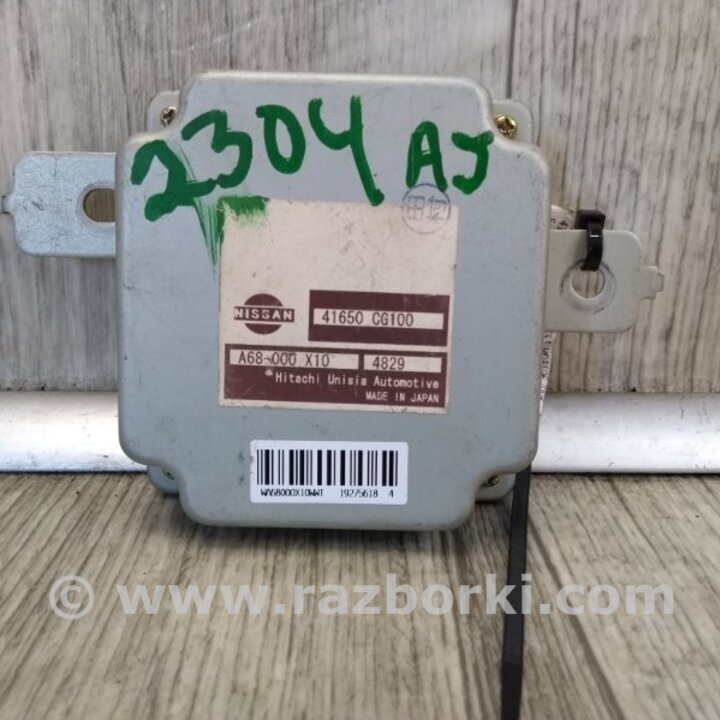 2304 AJ
NISSAN
41650 CG100
A68-000 X10 4829
Hitachi Unisia Automotive
MADE IN JAPAN
WA68000X10WWT 19275618 4
© www.razborki.com